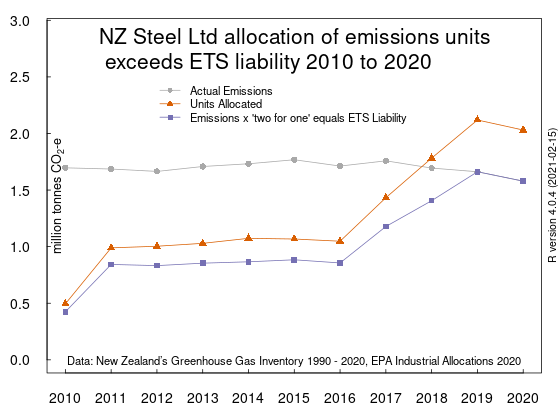 NZ Steel Ltd allocation of emissions units
exceeds ETS liability 2010 to 2020
Actual Emissions
Units Allocated
Emissions x 'two for one' equals ETS Liability
3.0
2.5
2.0
1.5
1.0
0.5
0.0
million tonnes CO₂-e
R version 4.0.4 (2021-02-15)
Data: New Zealand's Greenhouse Gas Inventory 1990 - 2020, EPA Industrial Allocations 2020
2010 2011 2012 2013 2014 2015 2016 2017 2018 2019 2020